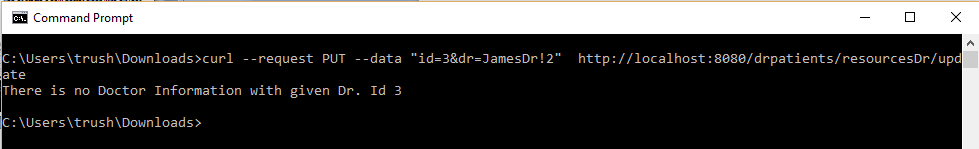 Command Prompt
C:\Users\trush\Downloads>curl --request PUT --data "id=3&dr=JamesDr!2"  http://localhost:8080/drpatients/resourcesDr/upd
ate
There is no Doctor Information with given Dr. Id 3
C:\Users\trush\Downloads>